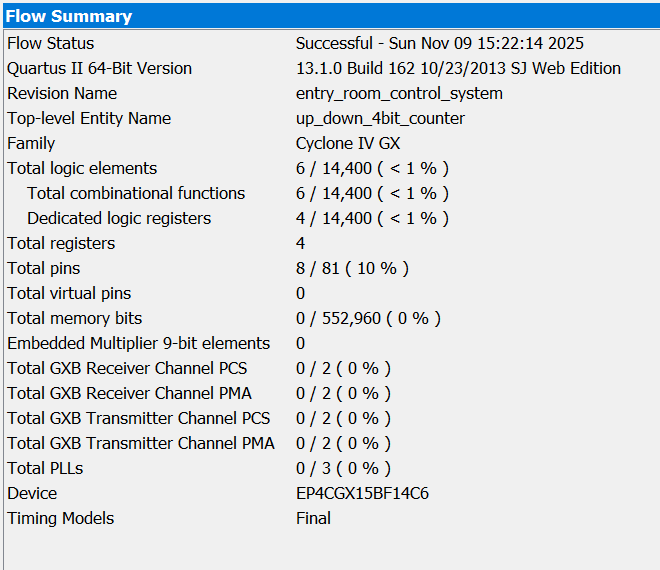 Flow Summary
Flow Status Successful - Sun Nov 09 15:22:14 2025
Quartus II 64-Bit Version 13.1.0 Build 162 10/23/2013 SJ Web Edition
Revision Name entry_room_control_system
Top-level Entity Name up_down_4bit_counter
Family Cyclone IV GX
Total logic elements 6 / 14,400 ( < 1 % )
Total combinational functions 6 / 14,400 ( < 1 % )
Dedicated logic registers 4 / 14,400 ( < 1 % )
Total registers 4
Total pins 8 / 81 ( 10 % )
Total virtual pins 0
Total memory bits 0 / 552,960 ( 0 % )
Embedded Multiplier 9-bit elements 0
Total GXB Receiver Channel PCS 0 / 2 ( 0 % )
Total GXB Receiver Channel PMA 0 / 2 ( 0 % )
Total GXB Transmitter Channel PCS 0 / 2 ( 0 % )
Total GXB Transmitter Channel PMA 0 / 2 ( 0 % )
Total PLLs 0 / 3 ( 0 % )
Device EP4CGX15BF14C6
Timing Models Final